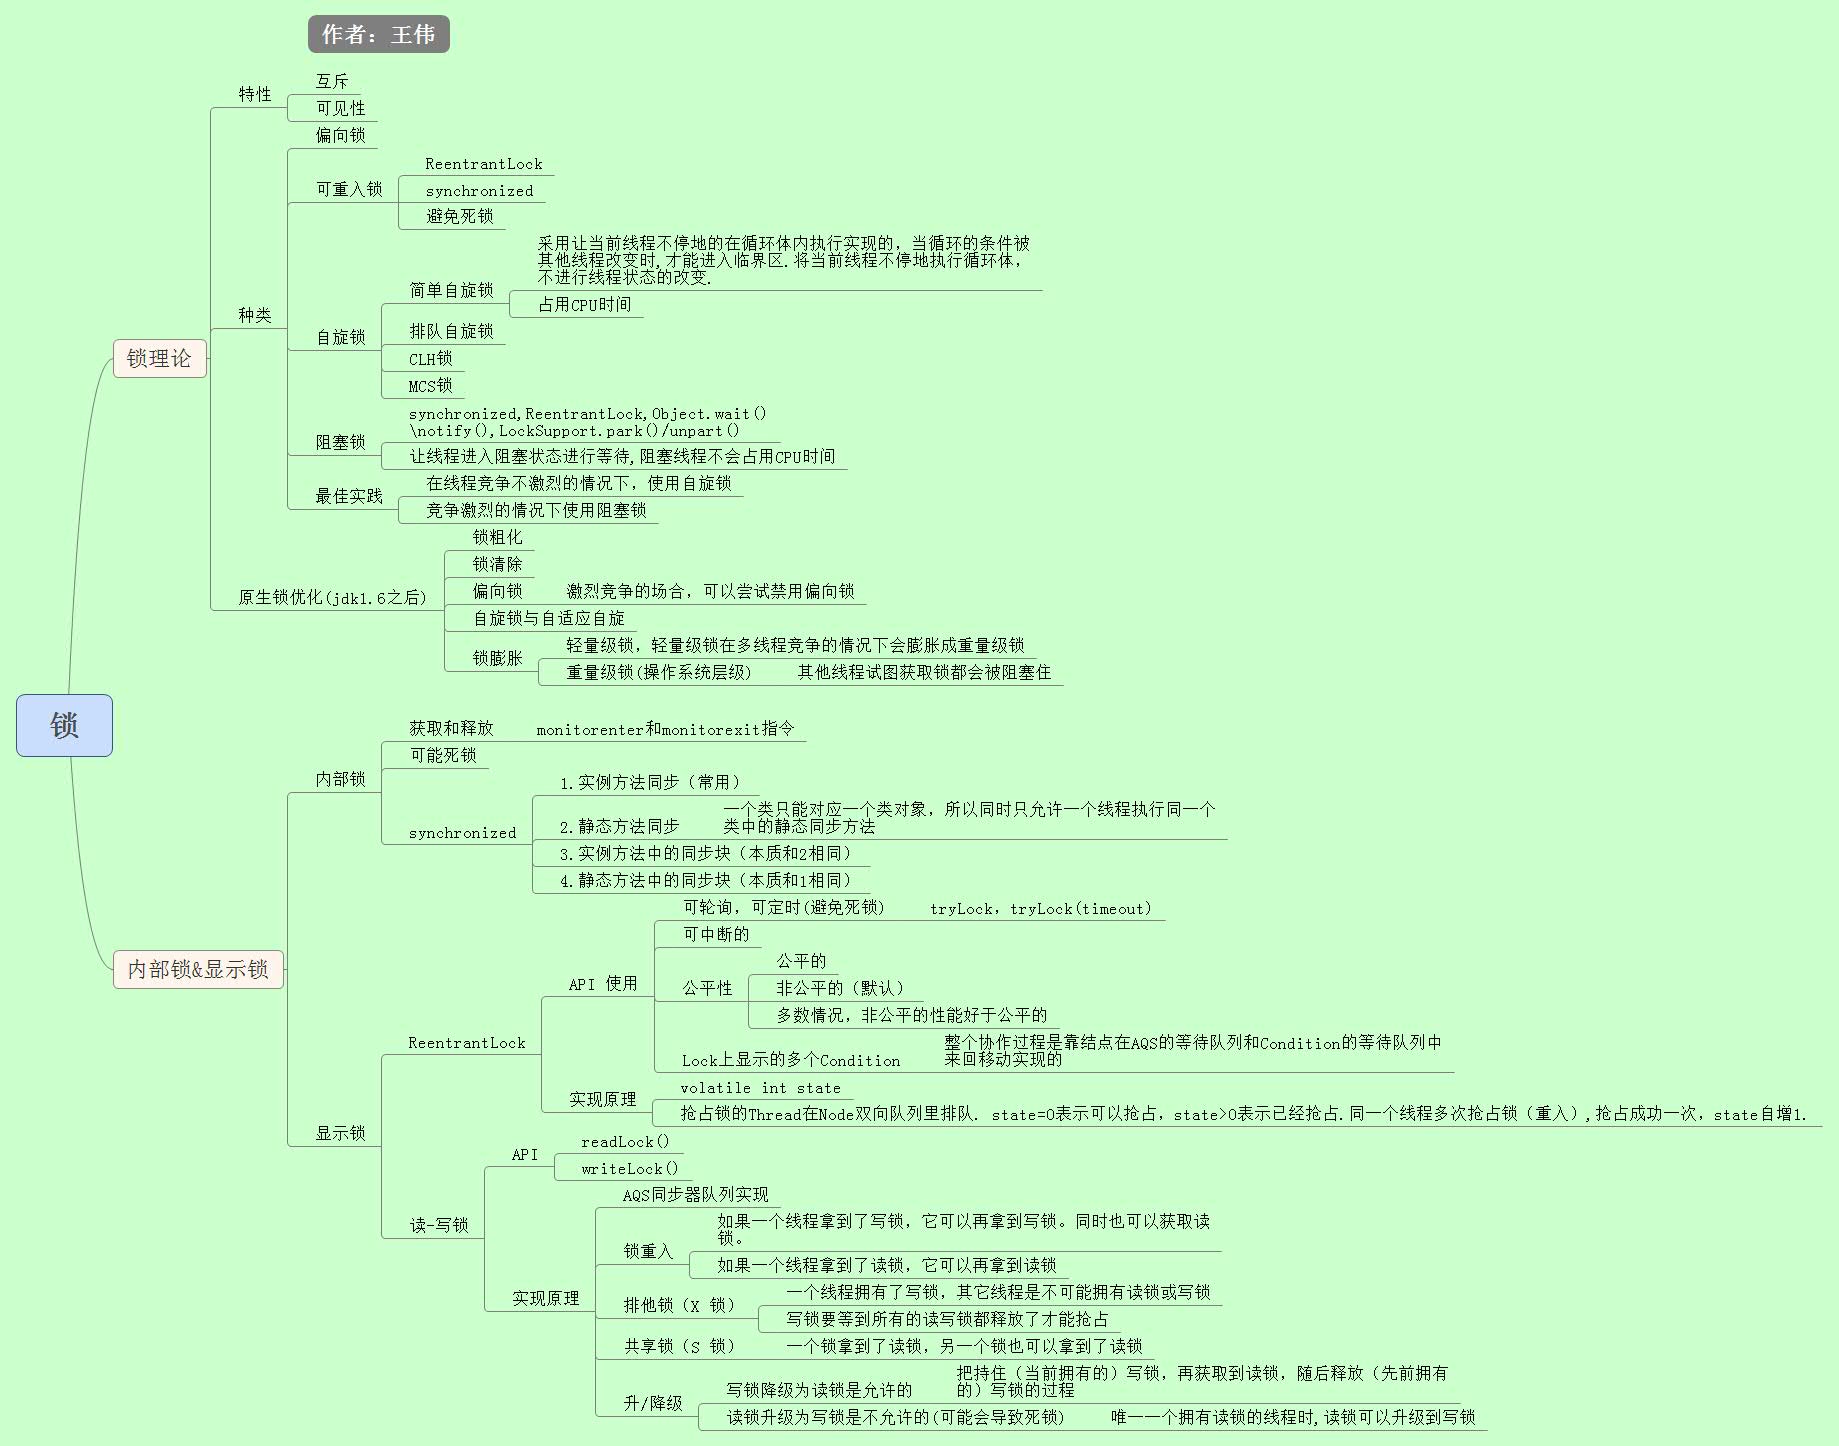 作者：王伟
锁
锁理论
特性
互斥
可见性
种类
偏向锁
可重入锁
ReentrantLock
synchronized
避免死锁
自旋锁
简单自旋锁
采用让当前线程不停地的在循环体内执行实现的，当循环的条件被
其他线程改变时,才能进入临界区.将当前线程不停地执行循环体，
不进行线程状态的改变.
占用CPU时间
排队自旋锁
CLH锁
MCS锁
阻塞锁
synchronized,ReentrantLock,Object.wait()
\notify(),LockSupport.park()/unpart()
让线程进入阻塞状态进行等待,阻塞线程不会占用CPU时间
最佳实践
在线程竞争不激烈的情况下，使用自旋锁
竞争激烈的情况下使用阻塞锁
原生锁优化(jdk1.6之后)
锁粗化
锁清除
偏向锁
激烈竞争的场合，可以尝试禁用偏向锁
自旋锁与自适应自旋
锁膨胀
轻量级锁，轻量级锁在多线程竞争的情况下会膨胀成重量级锁
重量级锁(操作系统层级)
其他线程试图获取锁都会被阻塞住
内部锁&显示锁
内部锁
获取和释放
monitorenter和monitorexit指令
可能死锁
synchronized
1.实例方法同步（常用）
2.静态方法同步
一个类只能对应一个类对象，所以同时只允许一个线程执行同一个
类中的静态同步方法
3.实例方法中的同步块（本质和2相同）
4.静态方法中的同步块（本质和1相同）
显示锁
ReentrantLock
API 使用
可轮询，可定时(避免死锁)
tryLock，tryLock(timeout)
可中断的
公平性
公平的
非公平的（默认）
多数情况，非公平的性能好于公平的
Lock上显示的多个Condition
整个协作过程是靠结点在AQS的等待队列和Condition的等待队列中
来回移动实现的
实现原理
volatile int state
抢占锁的Thread在Node双向队列里排队. state=0表示可以抢占，state>0表示已经抢占.同一个线程多次抢占锁（重入）,抢占成功一次，state自增1.
读-写锁
API
readLock()
writeLock()
实现原理
AQS同步器队列实现
锁重入
如果一个线程拿到了写锁，它可以再拿到写锁。同时也可以获取读
锁。
如果一个线程拿到了读锁，它可以再拿到读锁
排他锁（X 锁）
一个线程拥有了写锁，其它线程是不可能拥有读锁或写锁
写锁要等到所有的读写锁都释放了才能抢占
共享锁（S 锁）
一个锁拿到了读锁，另一个锁也可以拿到了读锁
升/降级
写锁降级为读锁是允许的
把持住（当前拥有的）写锁，再获取到读锁，随后释放（先前拥有
的）写锁的过程
读锁升级为写锁是不允许的(可能会导致死锁)
唯一一个拥有读锁的线程时,读锁可以升级到写锁